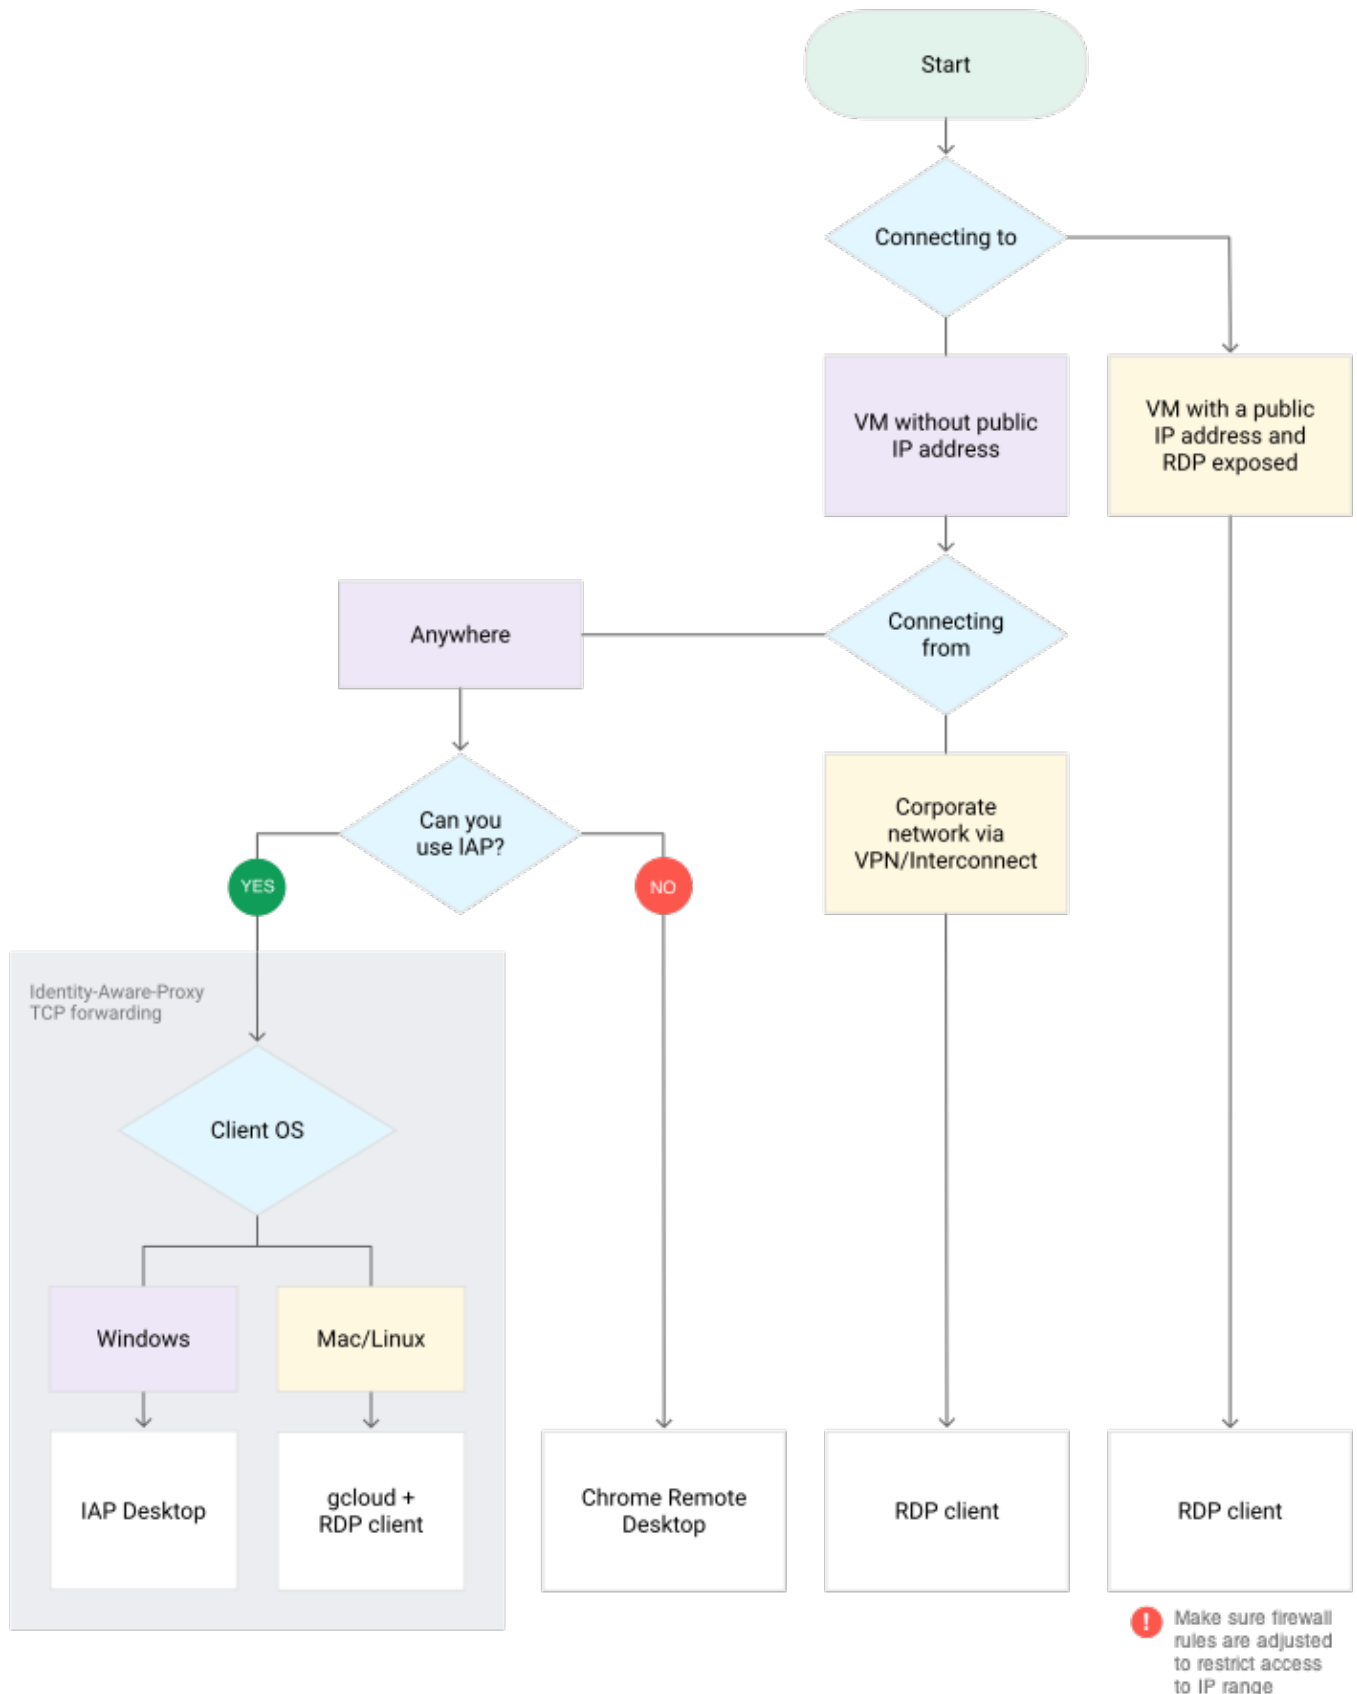 Start
Connecting to
VM without public
IP address
VM with a public
IP address and
RDP exposed
Anywhere
Connecting
from
Can you
use IAP?
Corporate
network via
VPN/Interconnect
YES
NO
Identity-Aware-Proxy
TCP forwarding
Client OS
Windows
Mac/Linux
IAP Desktop
gcloud +
RDP client
Chrome Remote
Desktop
RDP client
RDP client
!
Make sure firewall
rules are adjusted
to restrict access
to IP range